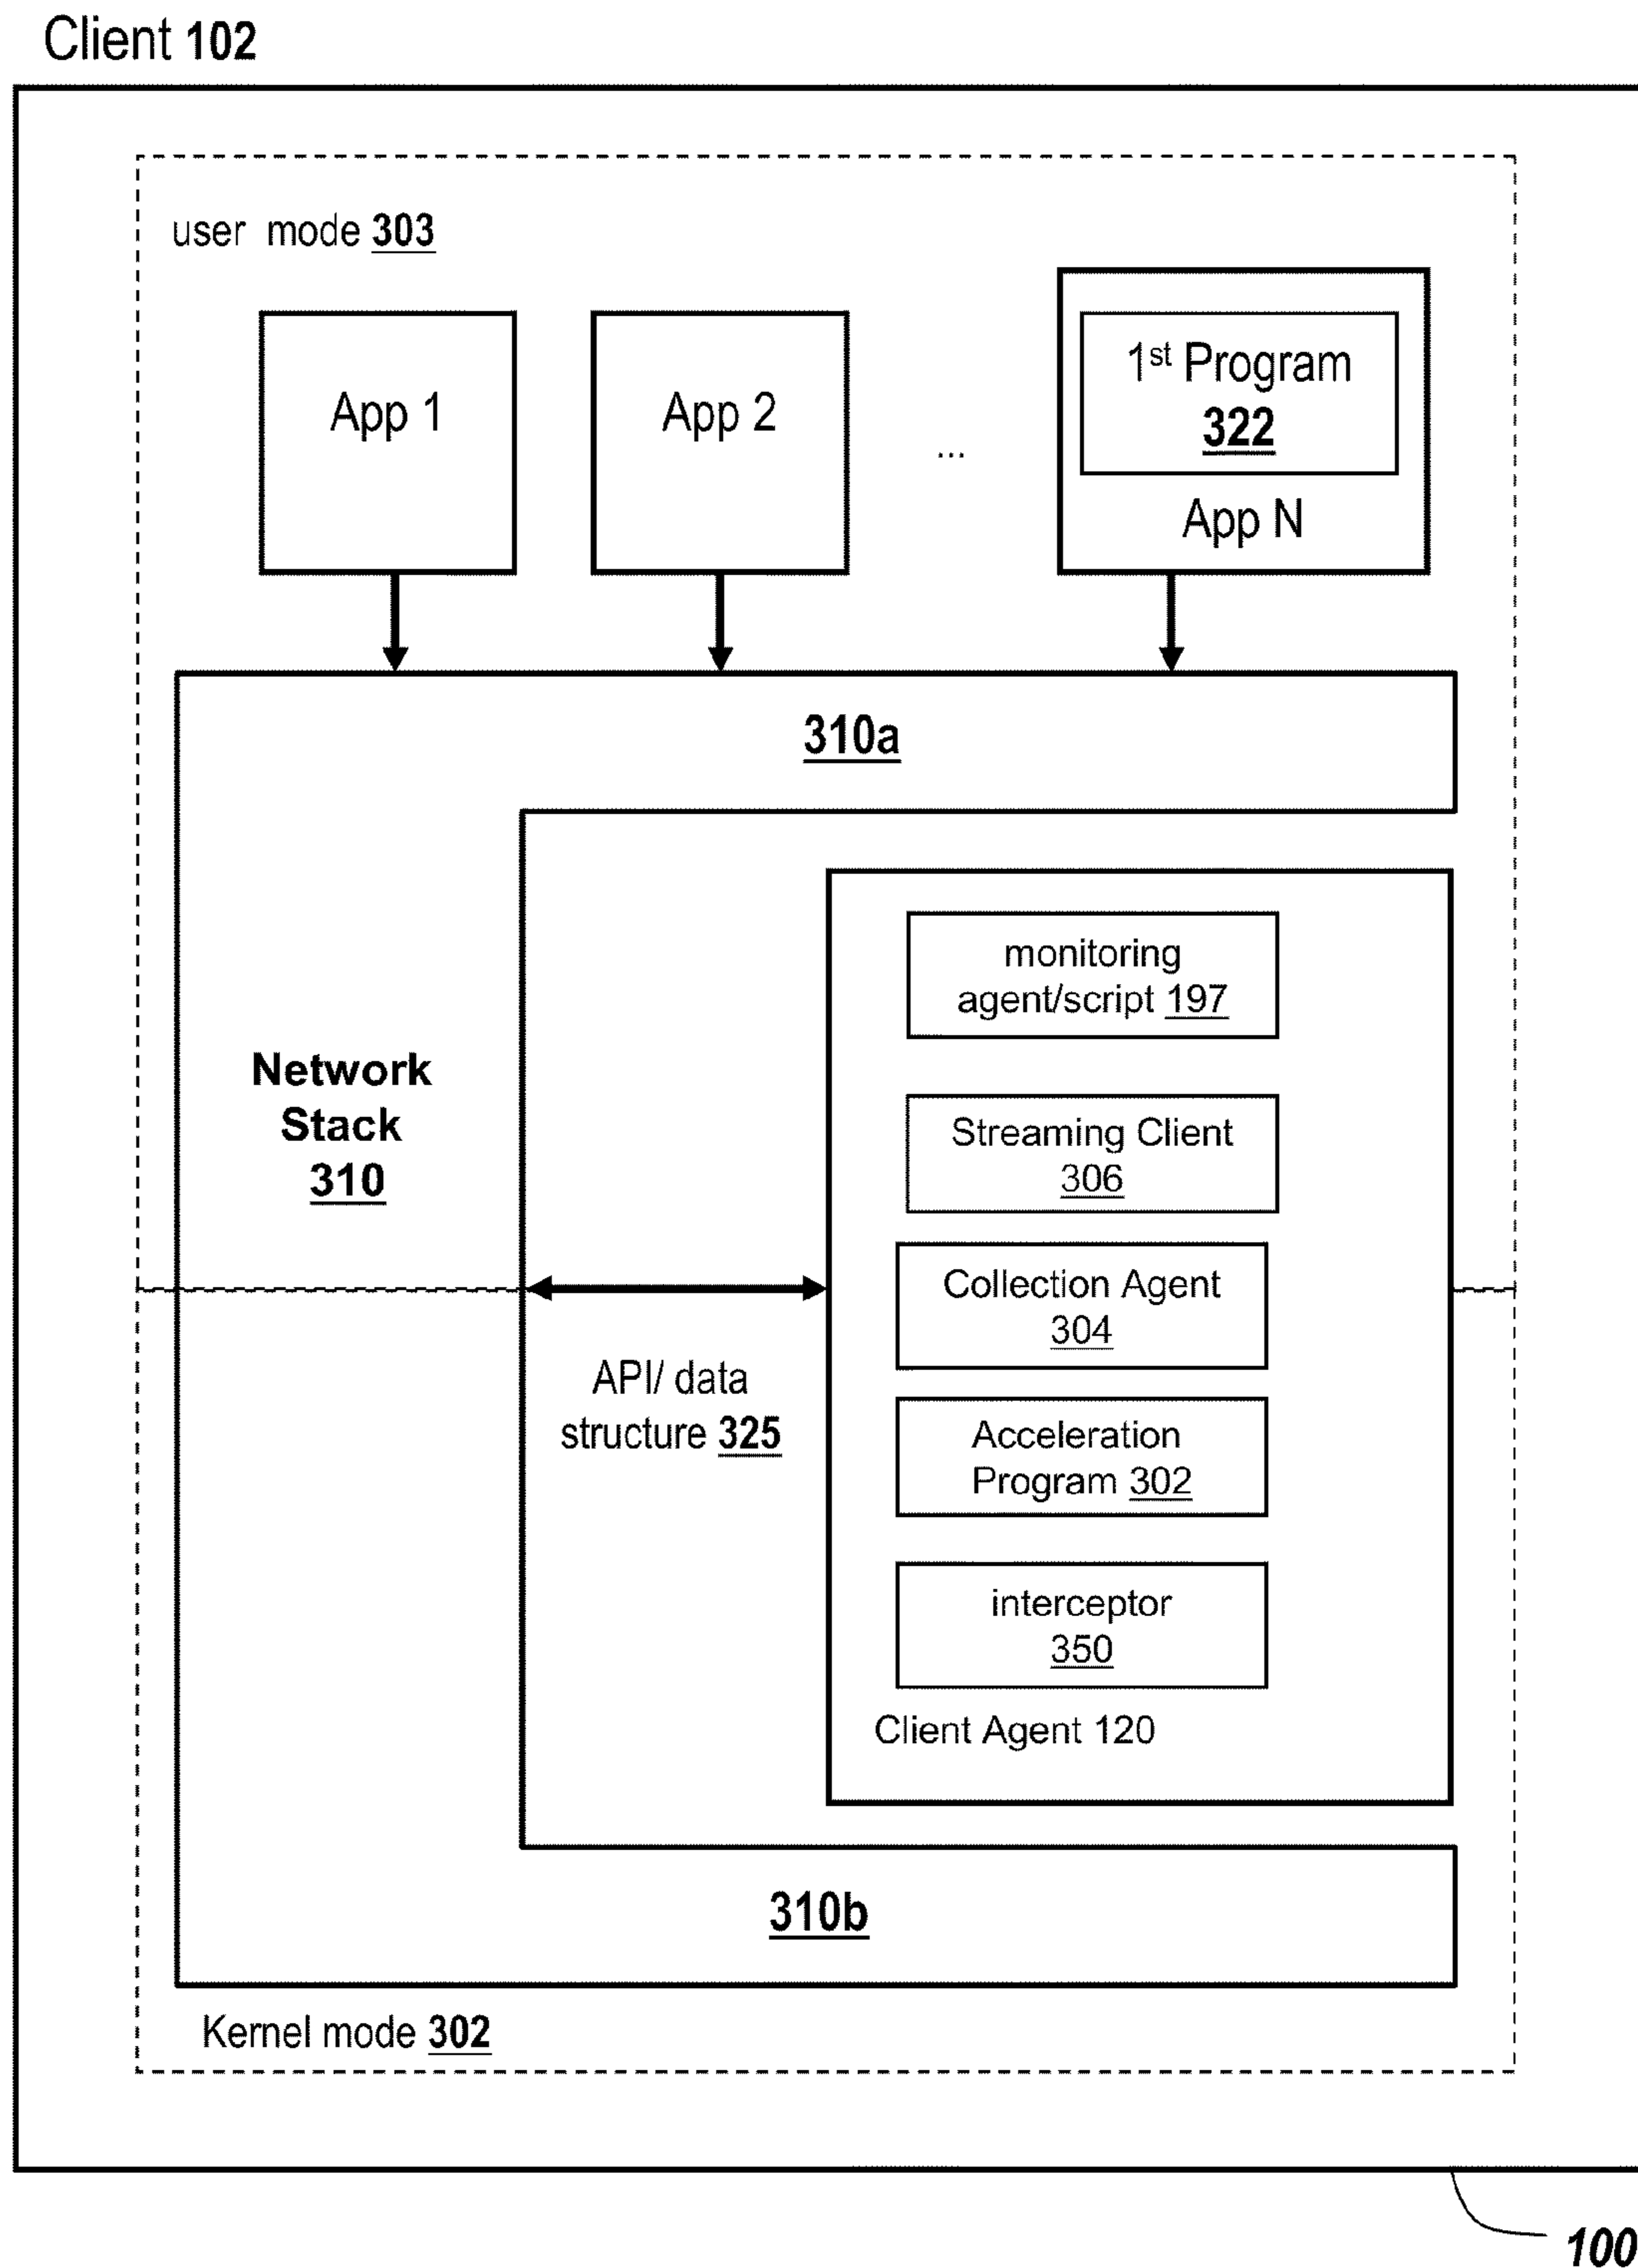 Client 102
user mode 303
App 1
App 2
...
1st Program
322
App N
310a
Network
Stack
310
monitoring
agent/script 197
Streaming Client
306
Collection Agent
304
API/ data
structure 325
Acceleration
Program 302
interceptor
350
Client Agent 120
310b
Kernel mode 302
100